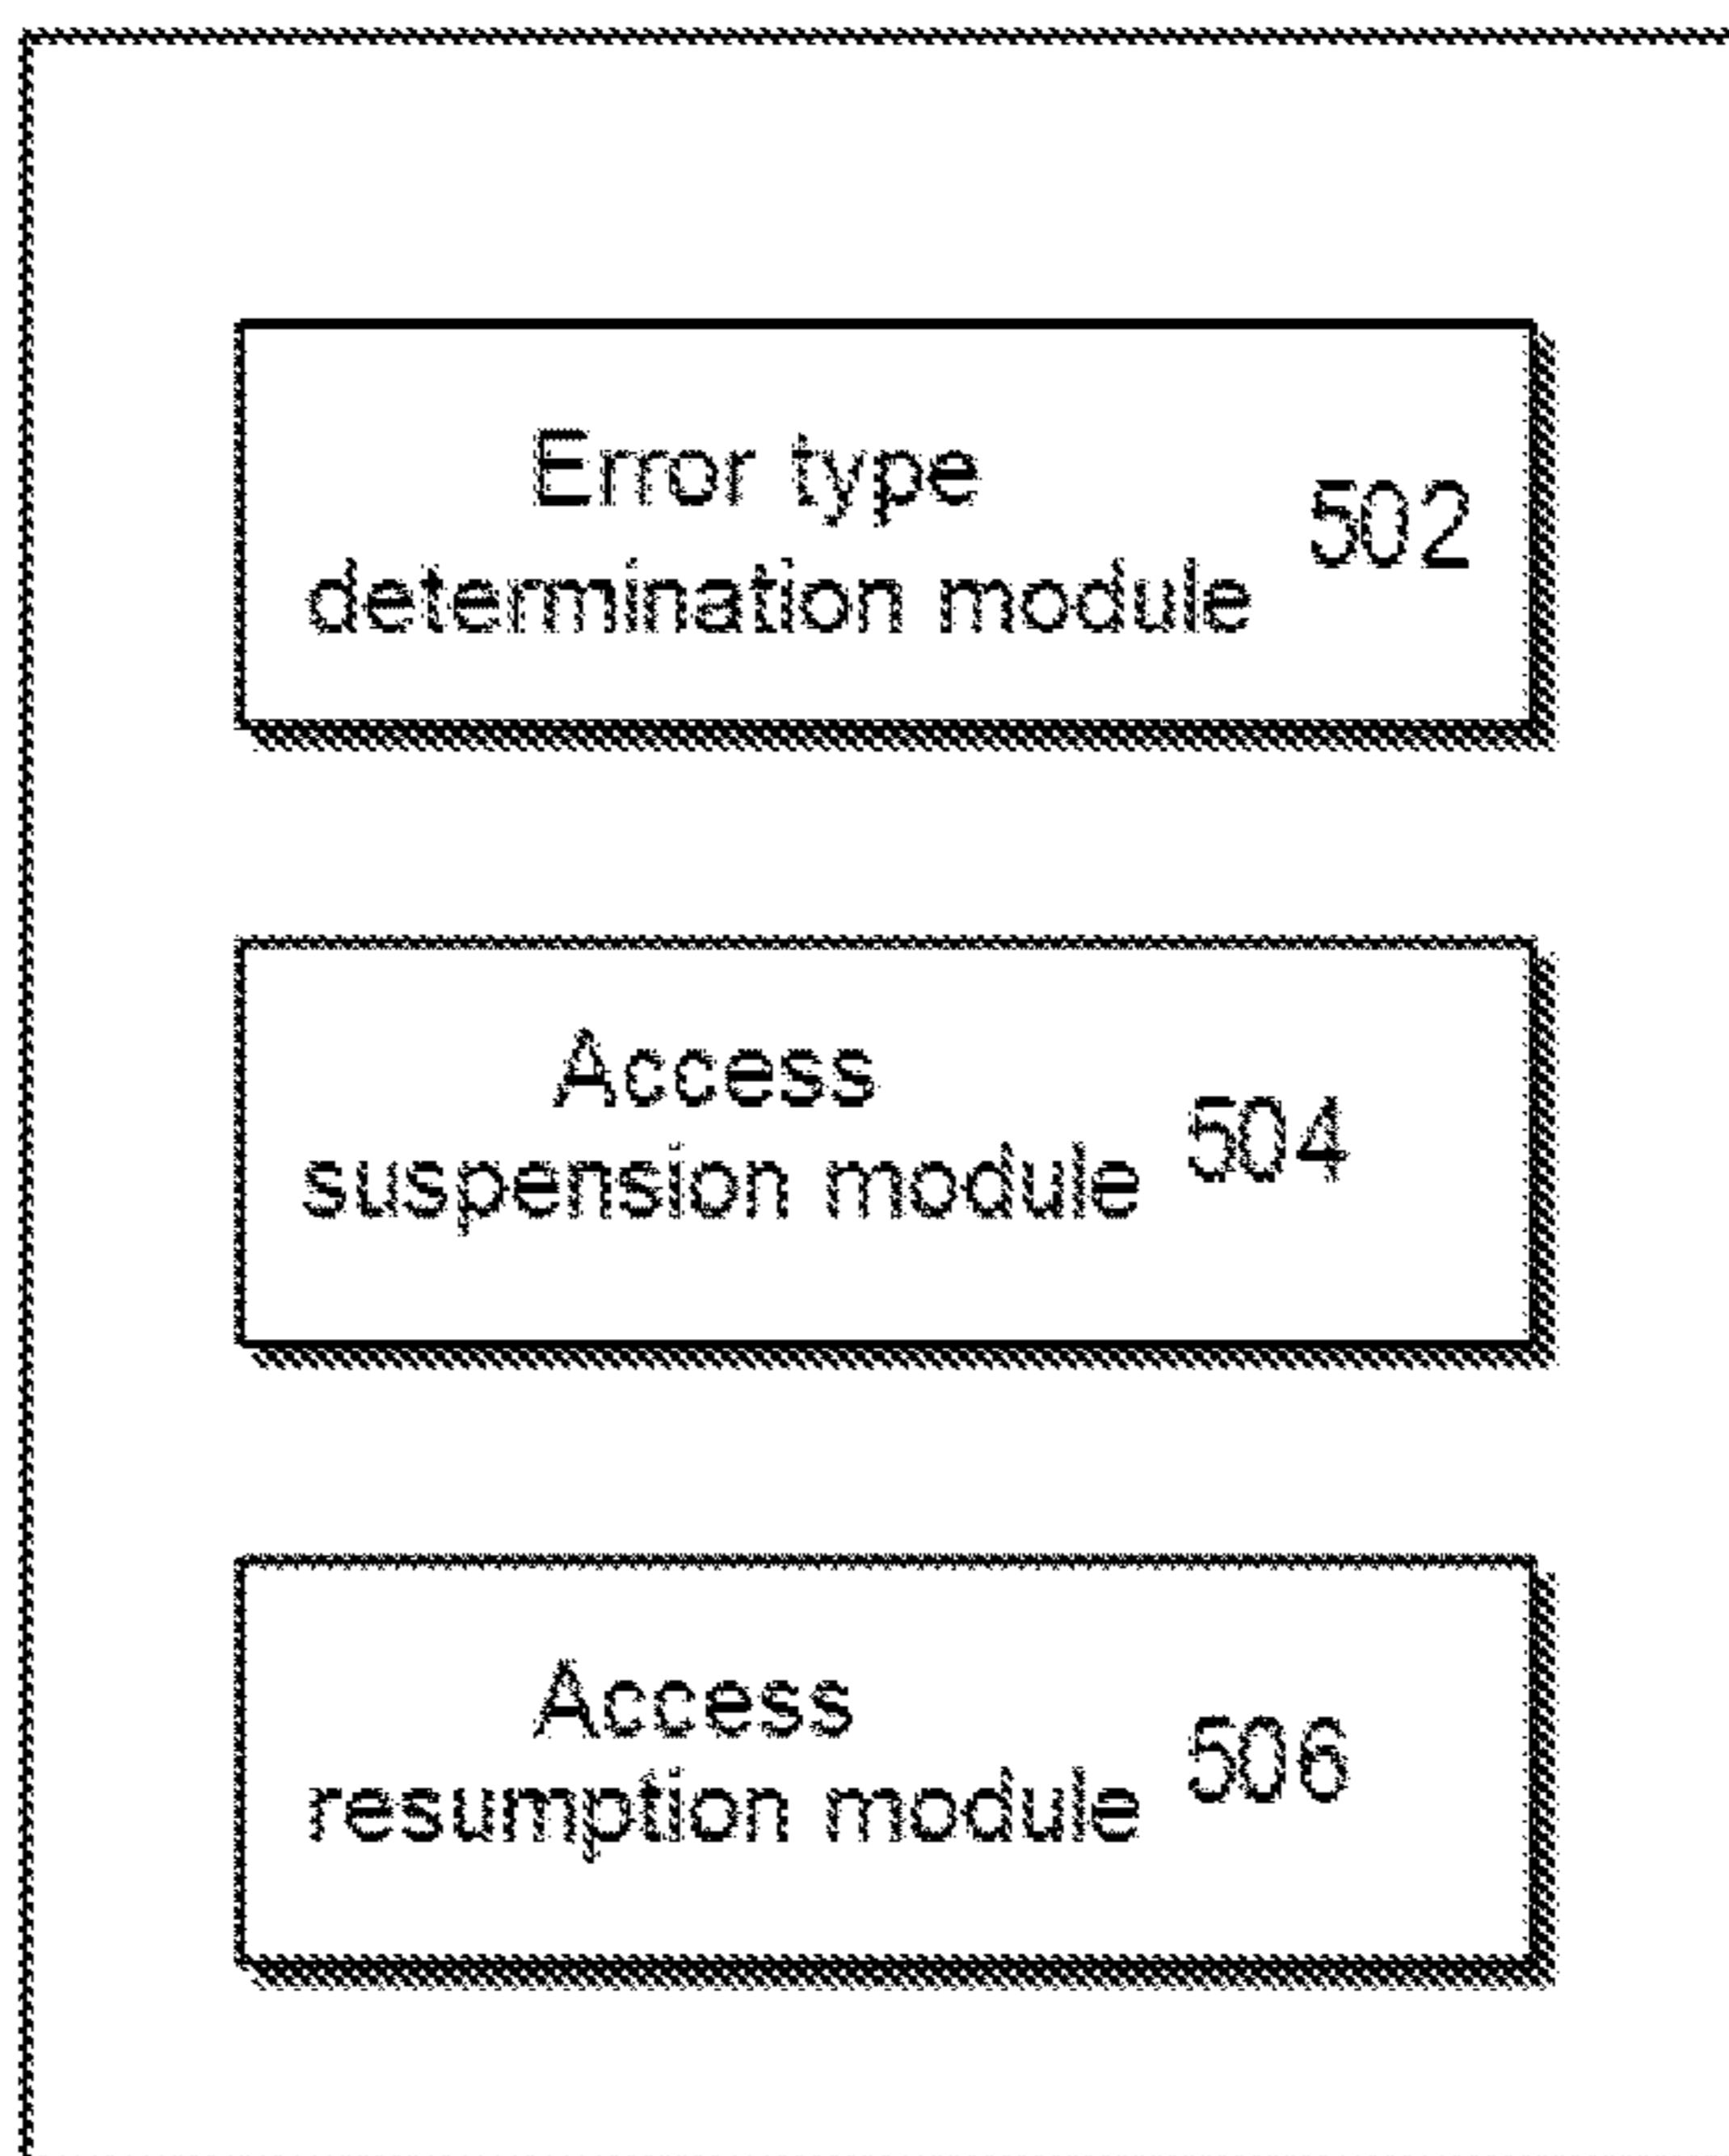 Error type
determination module 502
Access
suspension module 504
Access
resumption module 506